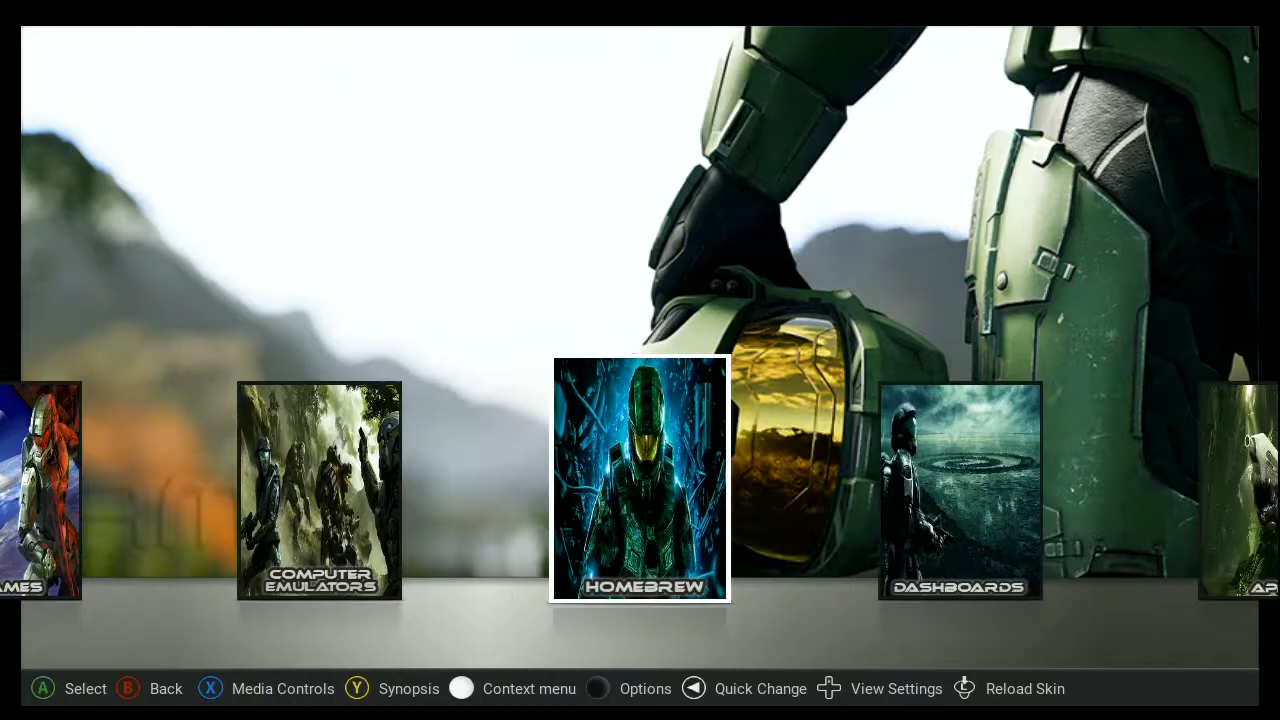 AMES
COMPUTER
EMULATORS
HOMEBREW
DASHBOARDS
AP
A Select B Back X Media Controls Y Synopsis Context menu Options Quick Change View Settings L Reload Skin